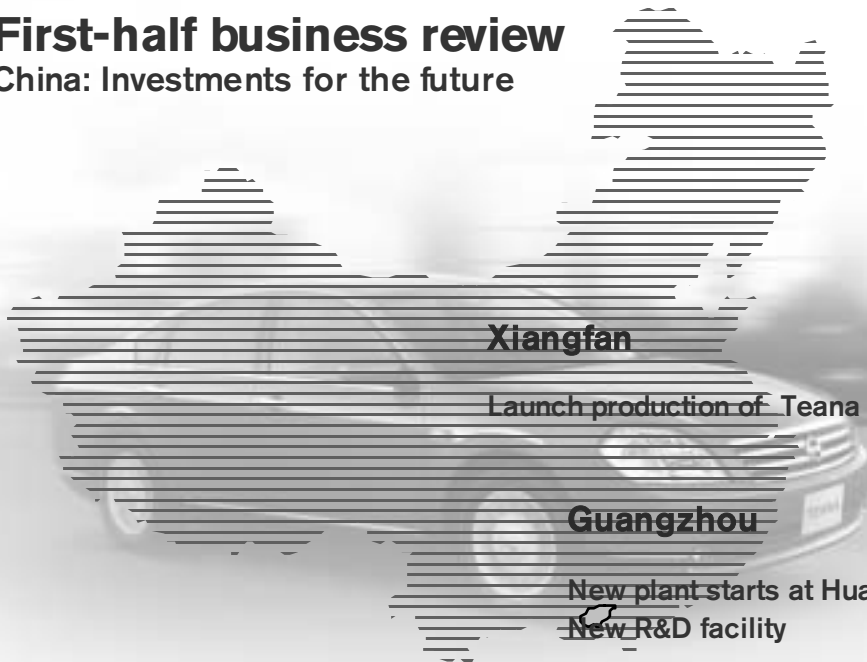 First-half business review
China: Investments for the future
Xiangfan
Launch production of Teana
Guangzhou
New plant starts at Hua
New R&D facility